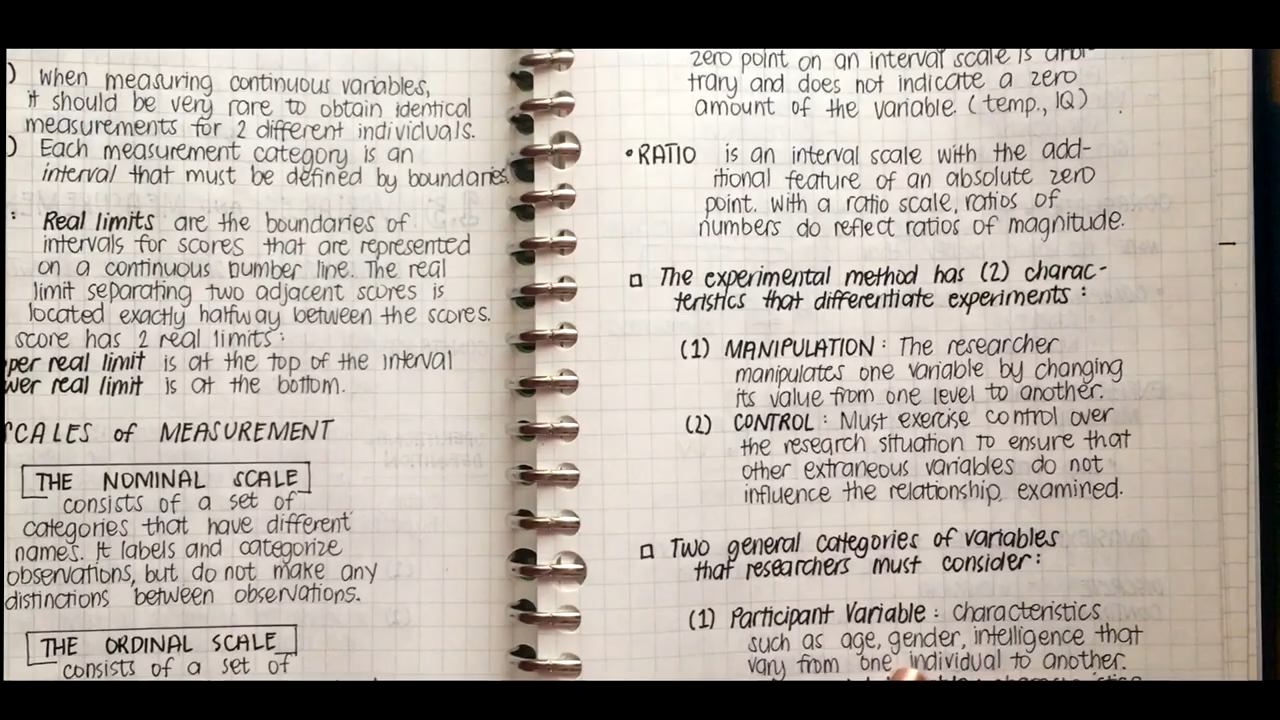 ) When measuring continuous variables,
it should be very rare to obtain identical
measurements for 2 different individuals.
) Each measurement category is an
interval that must be defined by boundaries.
: Real limits are the boundaries of
intervals for scores that are represented
on a continuous number line. The real
limit separating two adjacent scores is
located exactly halfway between the scores.
score has 2 real limits:
per real limit is at the top of the interval
wer real limit is at the bottom.
SCALES of MEASUREMENT
THE NOMINAL SCALE
consists of a set of
categories that have different
names. It labels and categorize
observations, but do not make any
distinctions between observations.
THE ORDINAL SCALE
consists of a set of
zero point on an interval scale is arbi-
trary and does not indicate a zero
amount of the variable. (temp., IQ)
• RATIO is an interval scale with the add-
itional feature of an absolute zero
point. With a ratio scale, ratios of
numbers do reflect ratios of magnitude.
□ The experimental method has (2) charac-
teristics that differentiate experiments:
(1) MANIPULATION: The researcher
manipulates one variable by changing
its value from one level to another.
(2) CONTROL: Must exercise control over
the research situation to ensure that
other extraneous variables do not
influence the relationship examined.
□ Two general categories of variables
that researchers must consider:
(1) Participant Variable: characteristics
such as age, gender, intelligence that
vary from one individual to another.